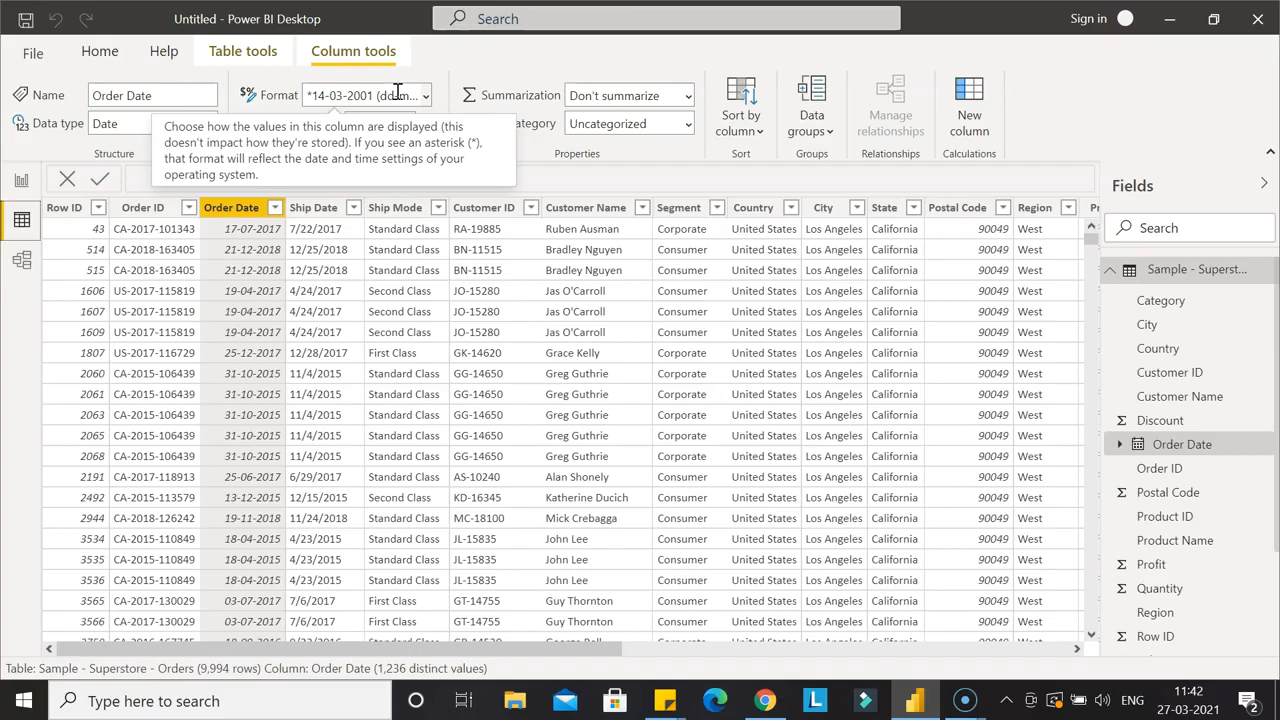 Untitled - Power BI Desktop
Search
Sign in
File
Home
Help
Table tools
Column tools
Name
Order Date
Format
*14-03-2001 (dd-m...
Summarization
Don't summarize
Data type
Date
Uncategorized
Sort by
column
Data
groups
Manage
relationships
New
column
Structure
Properties
Sort
Groups
Relationships
Calculations
Choose how the values in this column are displayed (this
doesn't impact how they're stored). If you see an asterisk (*),
that format will reflect the date and time settings of your
operating system.
Row ID Order ID Order Date Ship Date Ship Mode Customer ID Customer Name Segment Country City State Postal Code Region
43 CA-2017-101343 17-07-2017 7/22/2017 Standard Class RA-19885 Ruben Ausman Corporate United States Los Angeles California 90049 West
514 CA-2018-163405 21-12-2018 12/25/2018 Standard Class BN-11515 Bradley Nguyen Consumer United States Los Angeles California 90049 West
515 CA-2018-163405 21-12-2018 12/25/2018 Standard Class BN-11515 Bradley Nguyen Consumer United States Los Angeles California 90049 West
1606 US-2017-115819 19-04-2017 4/24/2017 Second Class JO-15280 Jas O'Carroll Consumer United States Los Angeles California 90049 West
1607 US-2017-115819 19-04-2017 4/24/2017 Second Class JO-15280 Jas O'Carroll Consumer United States Los Angeles California 90049 West
1609 US-2017-115819 19-04-2017 4/24/2017 Second Class JO-15280 Jas O'Carroll Consumer United States Los Angeles California 90049 West
1807 US-2017-116729 25-12-2017 12/28/2017 First Class GK-14620 Grace Kelly Corporate United States Los Angeles California 90049 West
2060 CA-2015-106439 31-10-2015 11/4/2015 Standard Class GG-14650 Greg Guthrie Corporate United States Los Angeles California 90049 West
2061 CA-2015-106439 31-10-2015 11/4/2015 Standard Class GG-14650 Greg Guthrie Corporate United States Los Angeles California 90049 West
2063 CA-2015-106439 31-10-2015 11/4/2015 Standard Class GG-14650 Greg Guthrie Corporate United States Los Angeles California 90049 West
2065 CA-2015-106439 31-10-2015 11/4/2015 Standard Class GG-14650 Greg Guthrie Corporate United States Los Angeles California 90049 West
2068 CA-2015-106439 31-10-2015 11/4/2015 Standard Class GG-14650 Greg Guthrie Corporate United States Los Angeles California 90049 West
2191 CA-2017-118913 25-06-2017 6/29/2017 Standard Class AS-10240 Alan Shonely Consumer United States Los Angeles California 90049 West
2492 CA-2015-113579 13-12-2015 12/15/2015 Second Class KD-16345 Katherine Ducich Consumer United States Los Angeles California 90049 West
2944 CA-2018-126242 19-11-2018 11/24/2018 Standard Class MC-18100 Mick Crebagga Consumer United States Los Angeles California 90049 West
3534 CA-2015-110849 18-04-2015 4/23/2015 Standard Class JL-15835 John Lee Consumer United States Los Angeles California 90049 West
3535 CA-2015-110849 18-04-2015 4/23/2015 Standard Class JL-15835 John Lee Consumer United States Los Angeles California 90049 West
3536 CA-2015-110849 18-04-2015 4/23/2015 Standard Class JL-15835 John Lee Consumer United States Los Angeles California 90049 West
3565 CA-2017-130029 03-07-2017 7/6/2017 First Class GT-14755 Guy Thornton Consumer United States Los Angeles California 90049 West
3566 CA-2017-130029 03-07-2017 7/6/2017 First Class GT-14755 Guy Thornton Consumer United States Los Angeles California 90049 West
Fields
Search
Sample - Superst...
Category
City
Country
Customer ID
Customer Name
Discount
Order Date
Order ID
Postal Code
Product ID
Product Name
Profit
Quantity
Region
Row ID
Table: Sample - Superstore - Orders (9,994 rows) Column: Order Date (1,236 distinct values)
Type here to search
ENG
11:42
27-03-2021
2